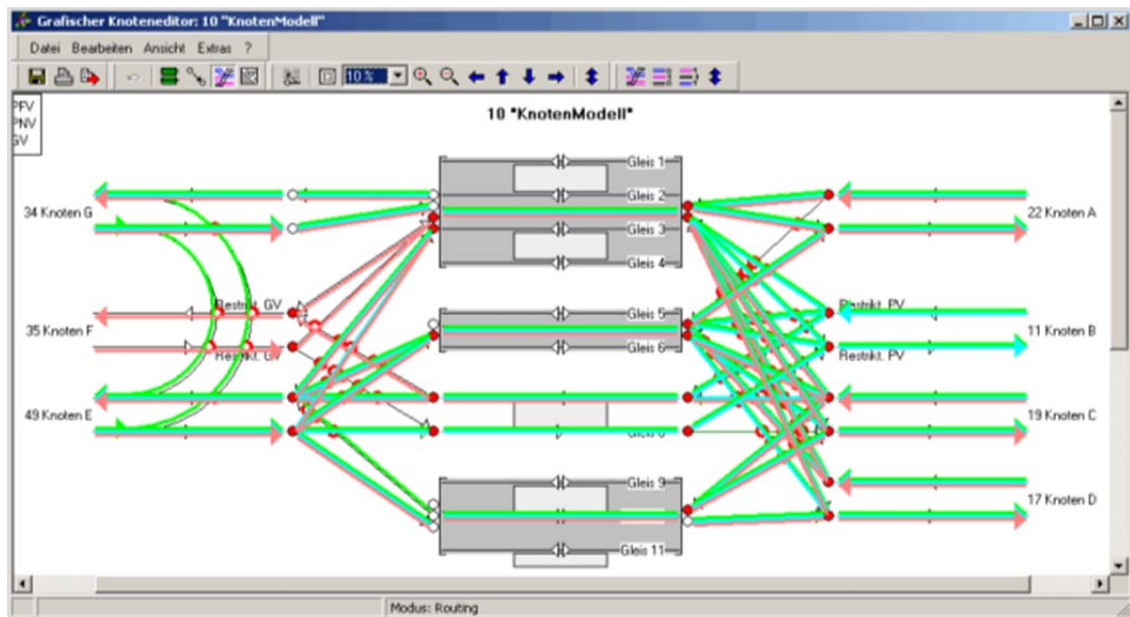 Grafischer Knoteneditor: 10 "KnotenModell"
Datei Bearbeiten Ansicht Extras ?
10 %
PFV
PNV
GV
10 "KnotenModell"
Gleis 1
Gleis 2
34 Knoten G
22 Knoten A
Gleis 3
Gleis 4
Restrikt. GV
Restrikt. PV
Gleis 5
35 Knoten F
11 Knoten B
Gleis 6
Restrikt. GV
Restrikt. PV
49 Knoten E
19 Knoten C
Gleis 9
17 Knoten D
Gleis 11
Modus: Routing